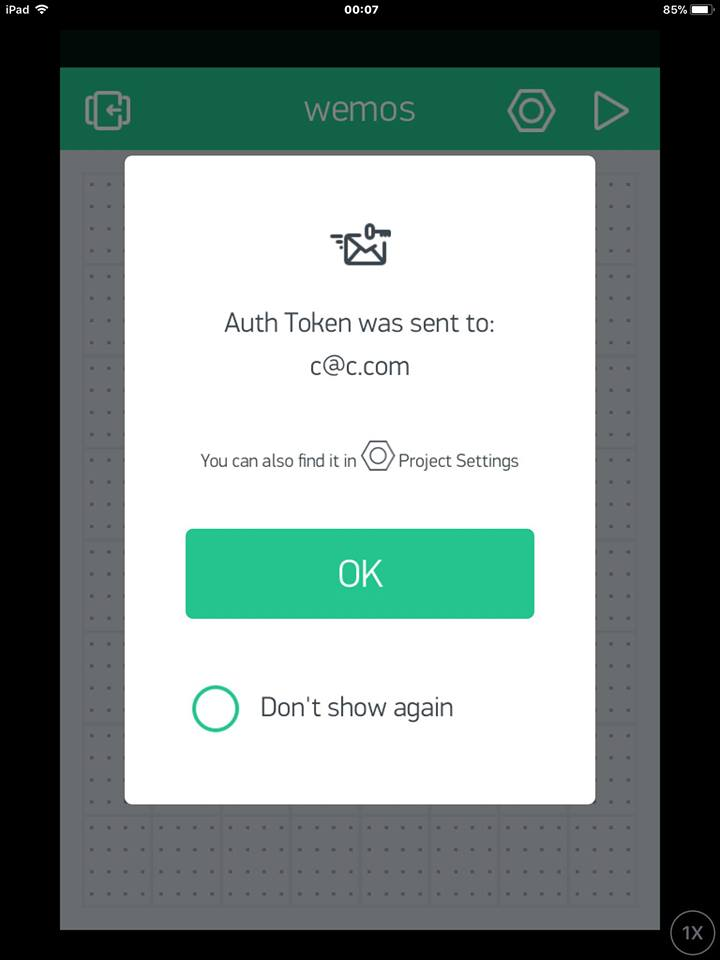 iPad 00:07 85%
wemos
Auth Token was sent to:
c@c.com
You can also find it in Project Settings
OK
Don't show again
1X